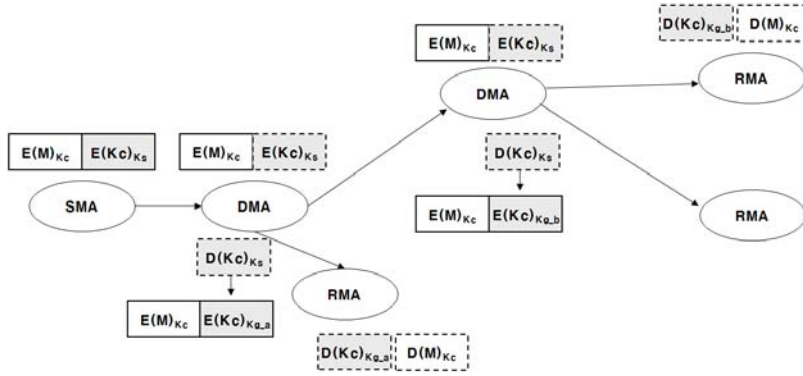 D(Kc)Kg_b D(M)Kc
E(M)Kc E(Kc)Ks
RMA
DMA
E(M)Kc E(Kc)Ks
E(M)Kc E(Kc)Ks
D(Kc)Ks
SMA
DMA
E(M)Kc E(Kc)Kg_b
RMA
D(Kc)Ks
RMA
E(M)Kc E(Kc)Kg_a
D(Kc)Kg_a D(M)Kc